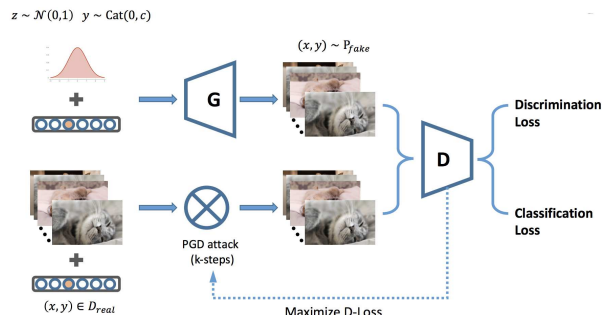 z ~ 𝒩(0,1) y ~ Cat(0, c)
(x, y) ~ P_fake
G
Discrimination
Loss
D
Classification
Loss
PGD attack
(k-steps)
(x, y) ∈ D_real
Maximize D-Loss